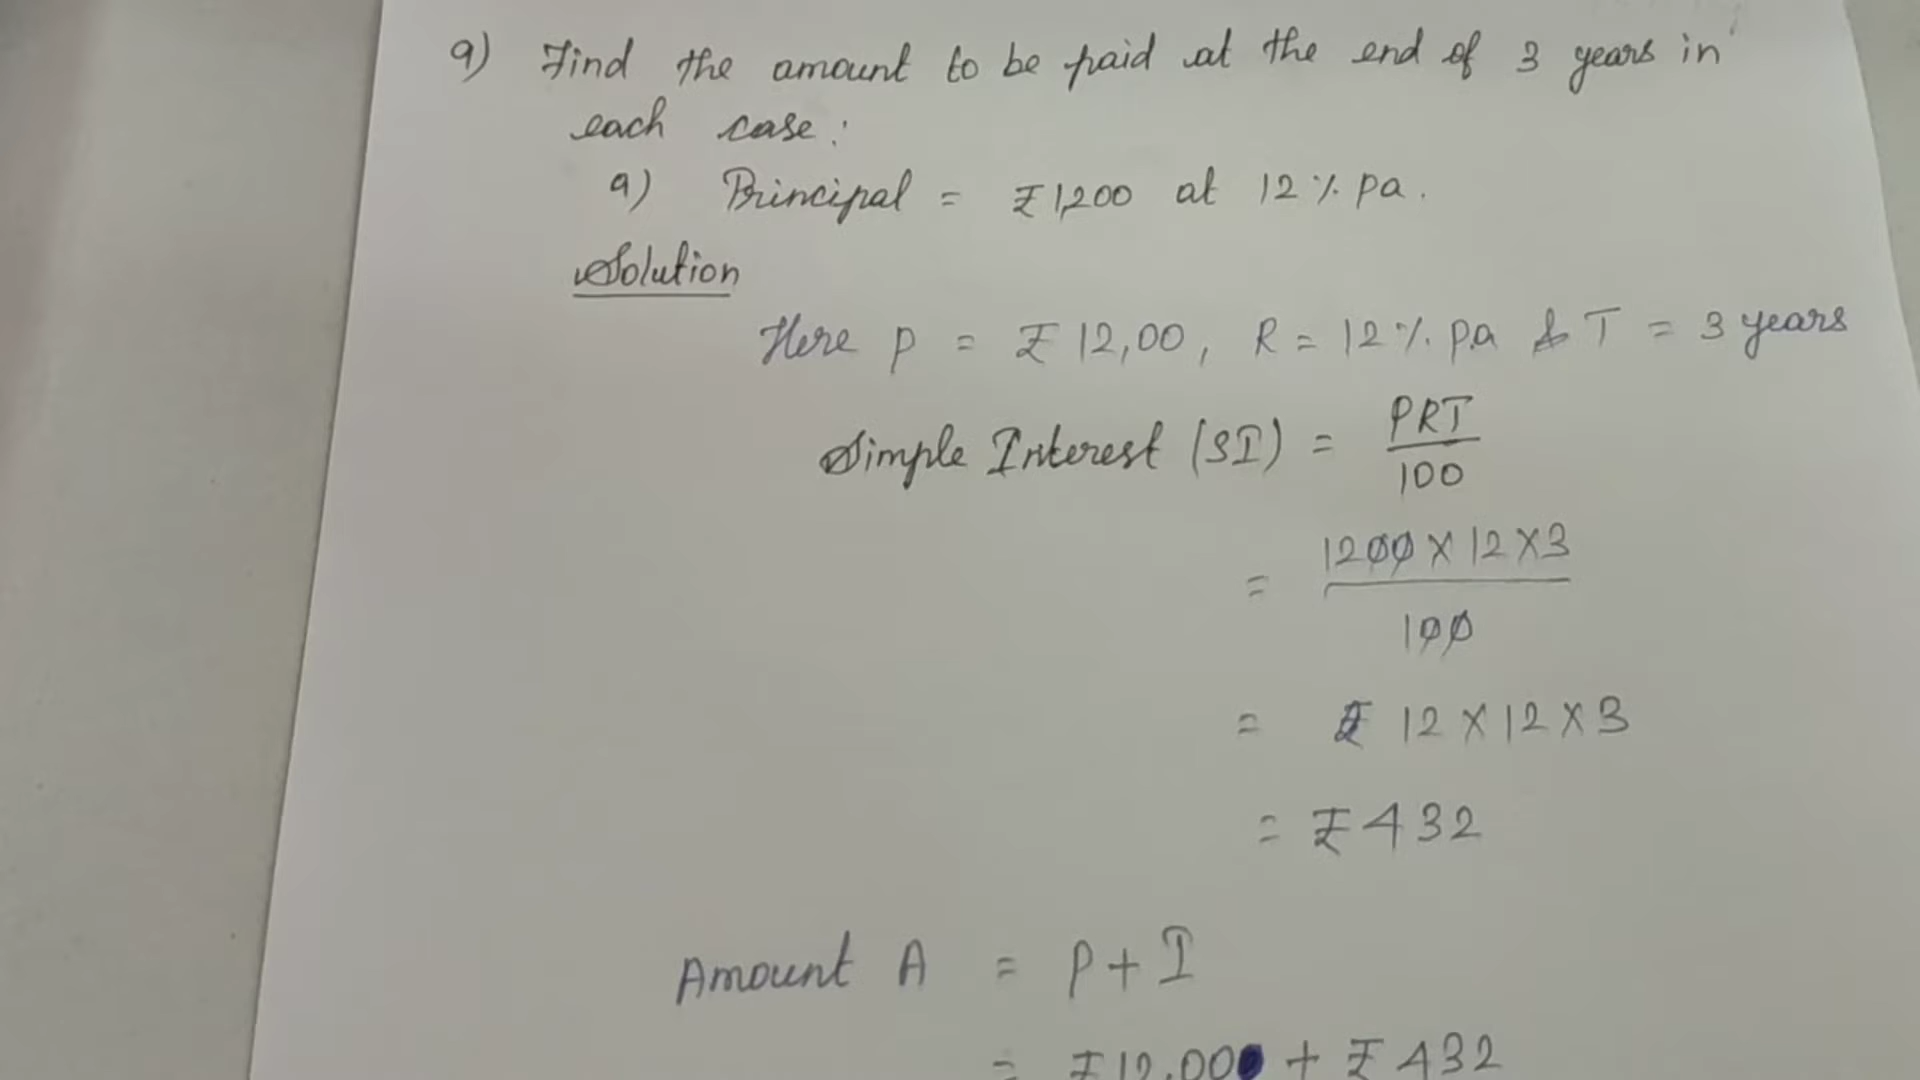 9) Find the amount to be paid at the end of 3 years in
each case:
a) Principal = ₹1,200 at 12% pa.
Solution
Here P = ₹12,00, R = 12% p.a & T = 3 years
Simple Interest (SI) = PRT
100
= 1200 X 12 X 3
100
= ₹ 12 X 12 X 3
= ₹432
Amount A = P + I
= ₹12,00 + ₹432